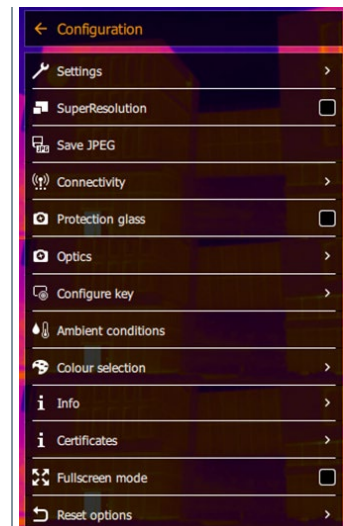 Configuration
Settings
SuperResolution
Save JPEG
Connectivity
Protection glass
Optics
Configure key
Ambient conditions
Colour selection
Info
Certificates
Fullscreen mode
Reset options